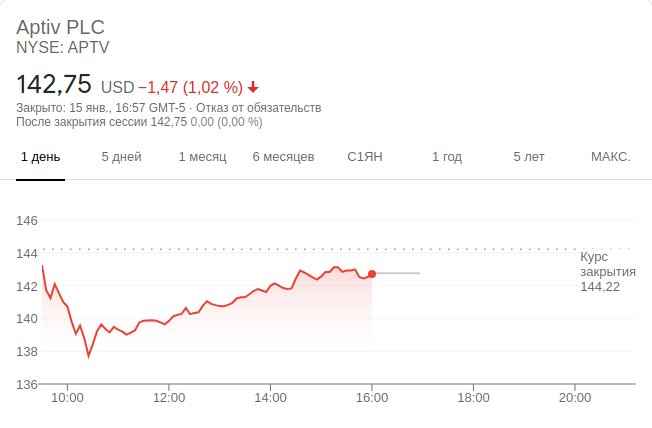 Aptiv PLC
NYSE: APTV
142,75 USD −1,47 (1,02 %)
Закрыто: 15 янв., 16:57 GMT-5 · Отказ от обязательств
После закрытия сессии 142,75 0,00 (0,00 %)
1 день 5 дней 1 месяц 6 месяцев С1ЯН 1 год 5 лет МАКС.
146
144
142
140
138
136
Курс
закрытия
144,22
10:00 12:00 14:00 16:00 18:00 20:00